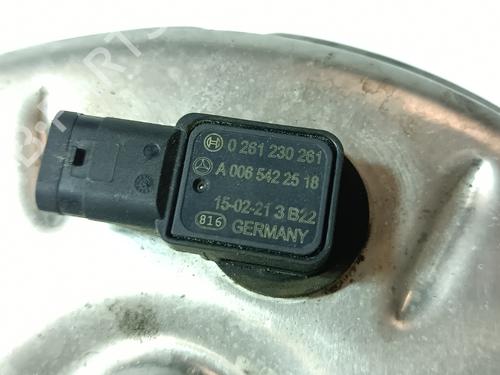 0 261 230 261
A 006 542 25 18
15-02-21 3 B22
816 GERMANY